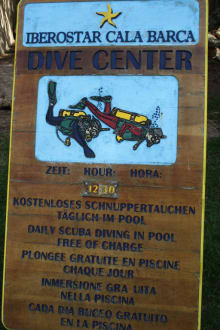 IBEROSTAR CALA BARCA
DIVE CENTER
ZEIT: HOUR: HORA:
12:30
KOSTENLOSES SCHNUPPERTAUCHEN
TÄGLICH IM POOL
DAILY SCUBA DIVING IN POOL
FREE OF CHARGE
PLONGEE GRATUITE EN PISCINE
CHAQUE JOUR
INMERSIONE GRA UITA
NELLA PISCINA
CADA DIA BUCEO GRATUITO
EN LA PISCINA